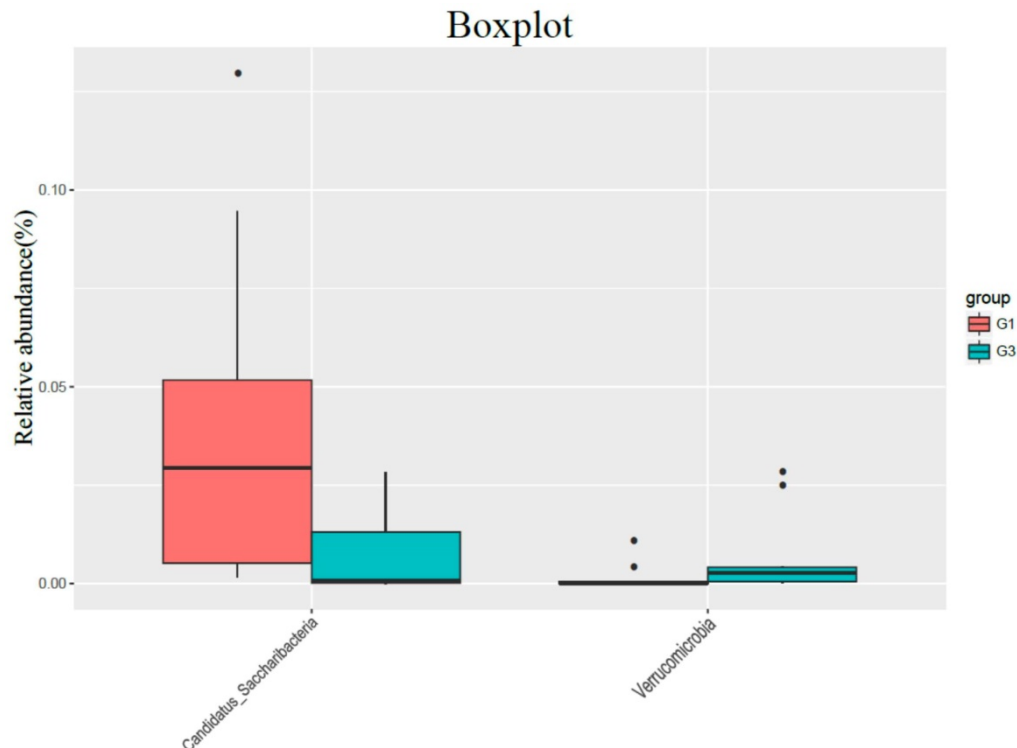 Boxplot
Relative abundance(%)
0.10
0.05
0.00
Candidatus_Saccharibacteria
Verrucomicrobia
group
G1
G3